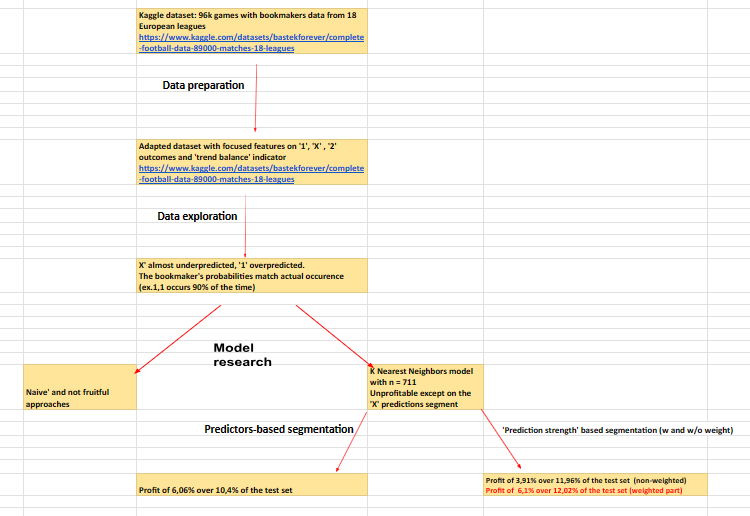 Kaggle dataset: 96k games with bookmakers data from 18
European leagues
https://www.kaggle.com/datasets/bastekforever/complete
-football-data-89000-matches-18-leagues
Data preparation
Adapted dataset with focused features on '1', 'X' , '2'
outcomes and 'trend balance' indicator
https://www.kaggle.com/datasets/bastekforever/complete
-football-data-89000-matches-18-leagues
Data exploration
X' almost underpredicted, '1' overpredicted.
The bookmaker's probabilities match actual occurence
(ex.1,1 occurs 90% of the time)
Model
research
Naive' and not fruitful
approaches
K Nearest Neighbors model
with n = 711
Unprofitable except on the
'X' predictions segment
Predictors-based segmentation
'Prediction strength' based segmentation (w and w/o weight)
Profit of 6,06% over 10,4% of the test set
Profit of 3,91% over 11,96% of the test set (non-weighted)
Profit of 6,1% over 12,02% of the test set (weighted part)